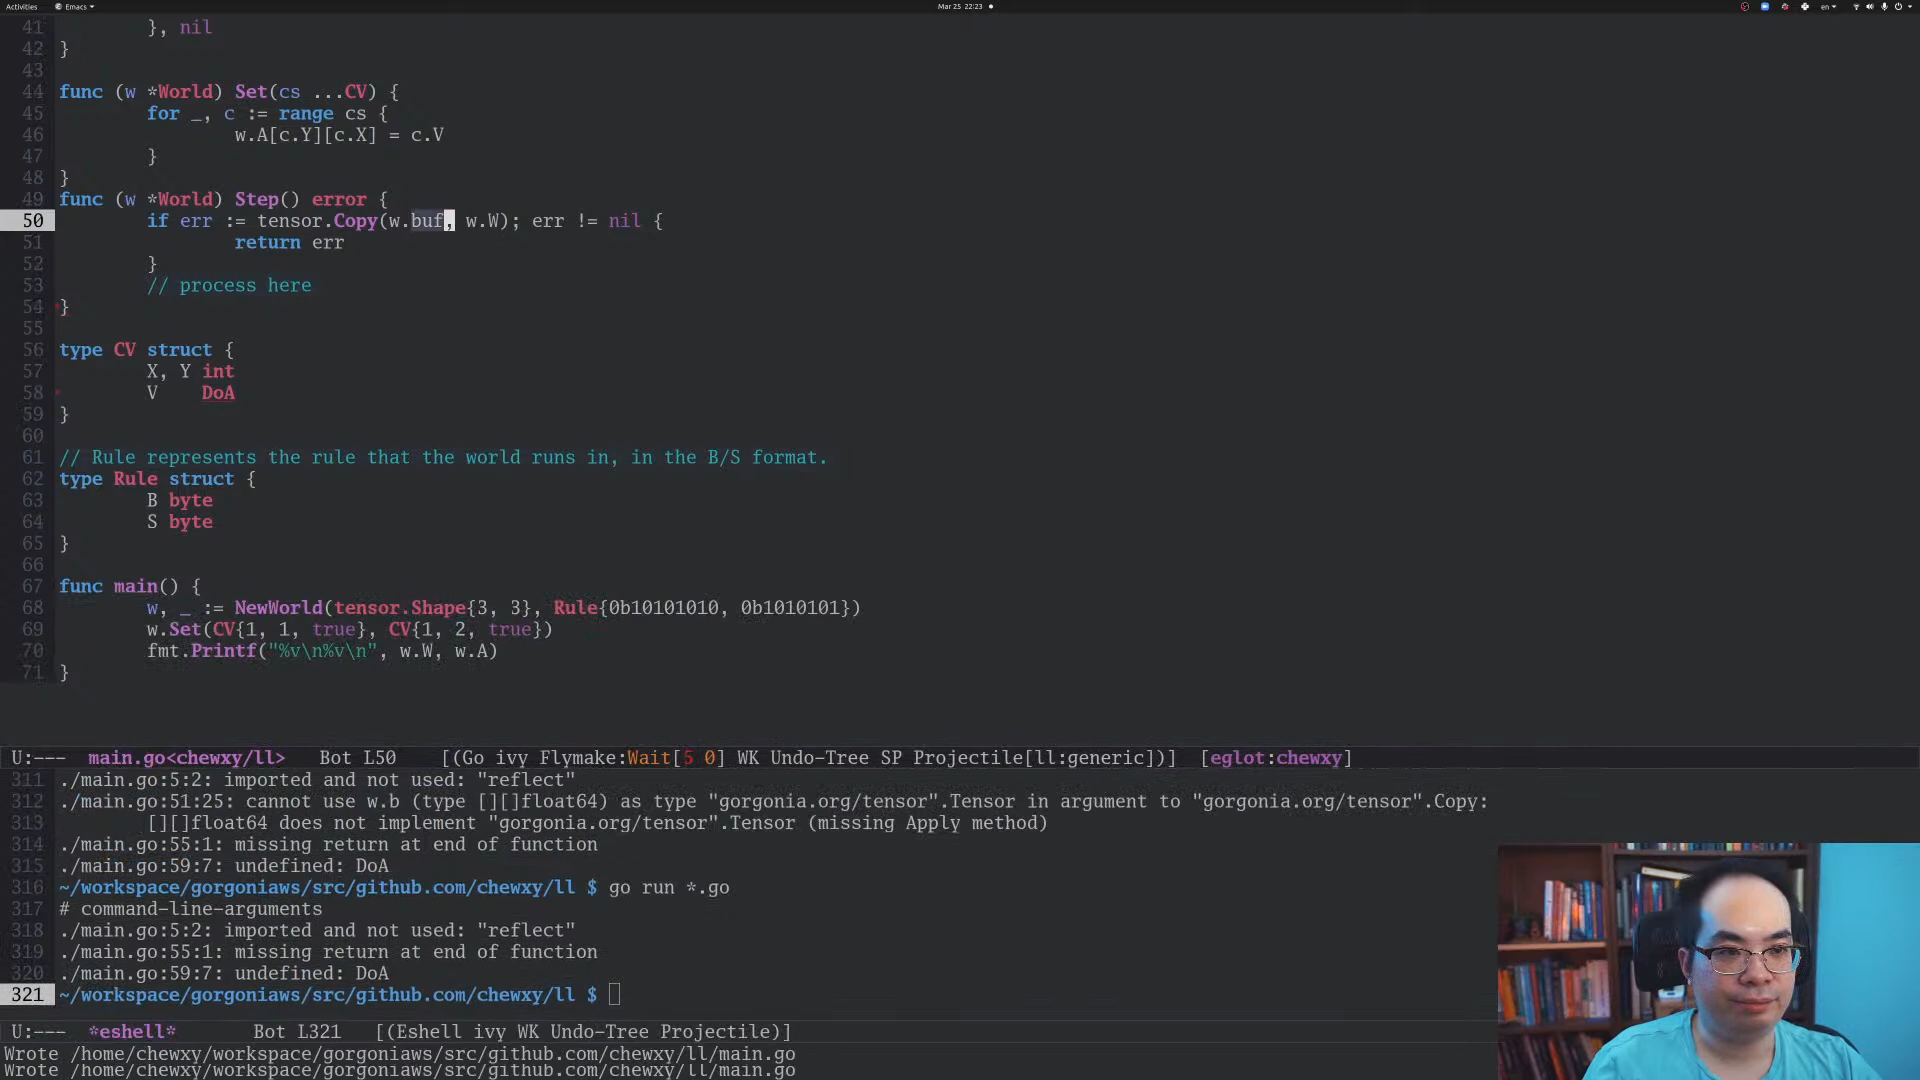 Activities Emacs Mar 25 22:23 en
41 }, nil
42 }
43
44 func (w *World) Set(cs ...CV) {
45 for _, c := range cs {
46 w.A[c.Y][c.X] = c.V
47 }
48 }
49 func (w *World) Step() error {
50 if err := tensor.Copy(w.buf, w.W); err != nil {
51 return err
52 }
53 // process here
54 }
55
56 type CV struct {
57 X, Y int
58 V DoA
59 }
60
61 // Rule represents the rule that the world runs in, in the B/S format.
62 type Rule struct {
63 B byte
64 S byte
65 }
66
67 func main() {
68 w, _ := NewWorld(tensor.Shape{3, 3}, Rule{0b10101010, 0b1010101})
69 w.Set(CV{1, 1, true}, CV{1, 2, true})
70 fmt.Printf("%v\n%v\n", w.W, w.A)
71 }
U:--- main.go<chewxy/ll> Bot L50 [(Go ivy Flymake:Wait[5 0] WK Undo-Tree SP Projectile[ll:generic])] [eglot:chewxy]
311 ./main.go:5:2: imported and not used: "reflect"
312 ./main.go:51:25: cannot use w.b (type [][]float64) as type "gorgonia.org/tensor".Tensor in argument to "gorgonia.org/tensor".Copy:
313 [][]float64 does not implement "gorgonia.org/tensor".Tensor (missing Apply method)
314 ./main.go:55:1: missing return at end of function
315 ./main.go:59:7: undefined: DoA
316 ~/workspace/gorgoniaws/src/github.com/chewxy/ll $ go run *.go
317 # command-line-arguments
318 ./main.go:5:2: imported and not used: "reflect"
319 ./main.go:55:1: missing return at end of function
320 ./main.go:59:7: undefined: DoA
321 ~/workspace/gorgoniaws/src/github.com/chewxy/ll $
U:--- *eshell* Bot L321 [(Eshell ivy WK Undo-Tree Projectile)]
Wrote /home/chewxy/workspace/gorgoniaws/src/github.com/chewxy/ll/main.go
Wrote /home/chewxy/workspace/gorgoniaws/src/github.com/chewxy/ll/main.go